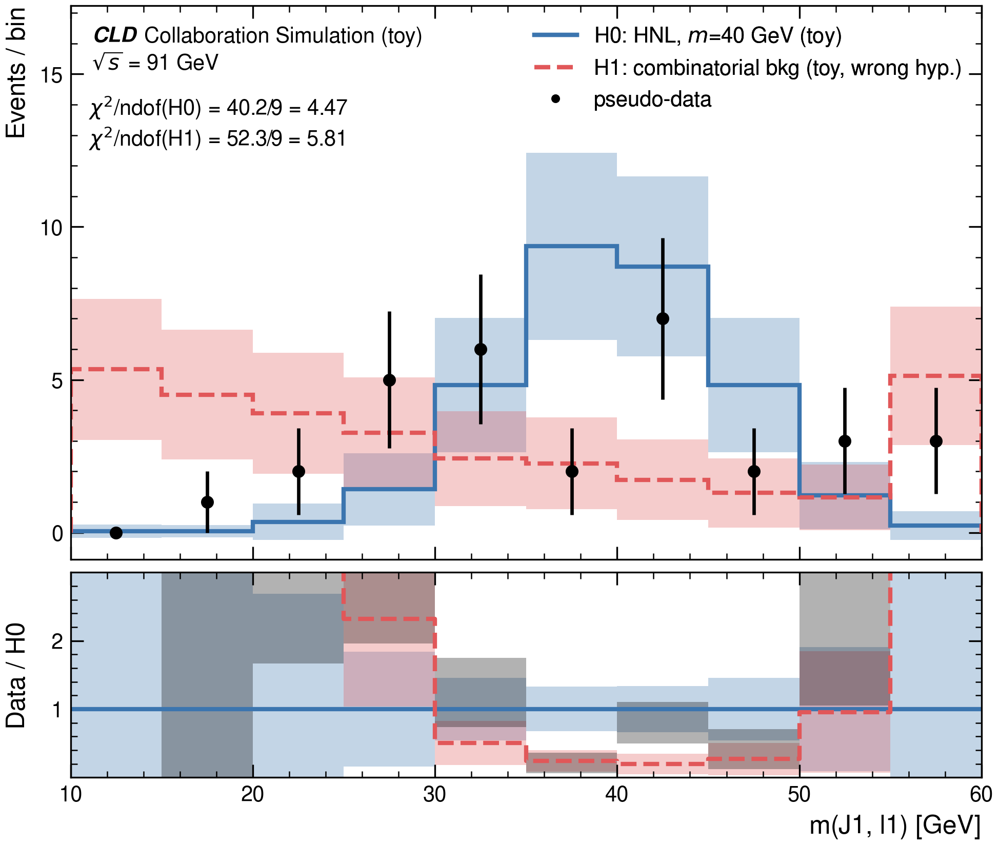 CLD Collaboration Simulation (toy)
√s = 91 GeV
χ²/ndof(H0) = 40.2/9 = 4.47
χ²/ndof(H1) = 52.3/9 = 5.81
H0: HNL, m=40 GeV (toy)
H1: combinatorial bkg (toy, wrong hyp.)
pseudo-data
Events / bin
15
10
5
0
Data / H0
2
1
10 20 30 40 50 60
m(J1, l1) [GeV]